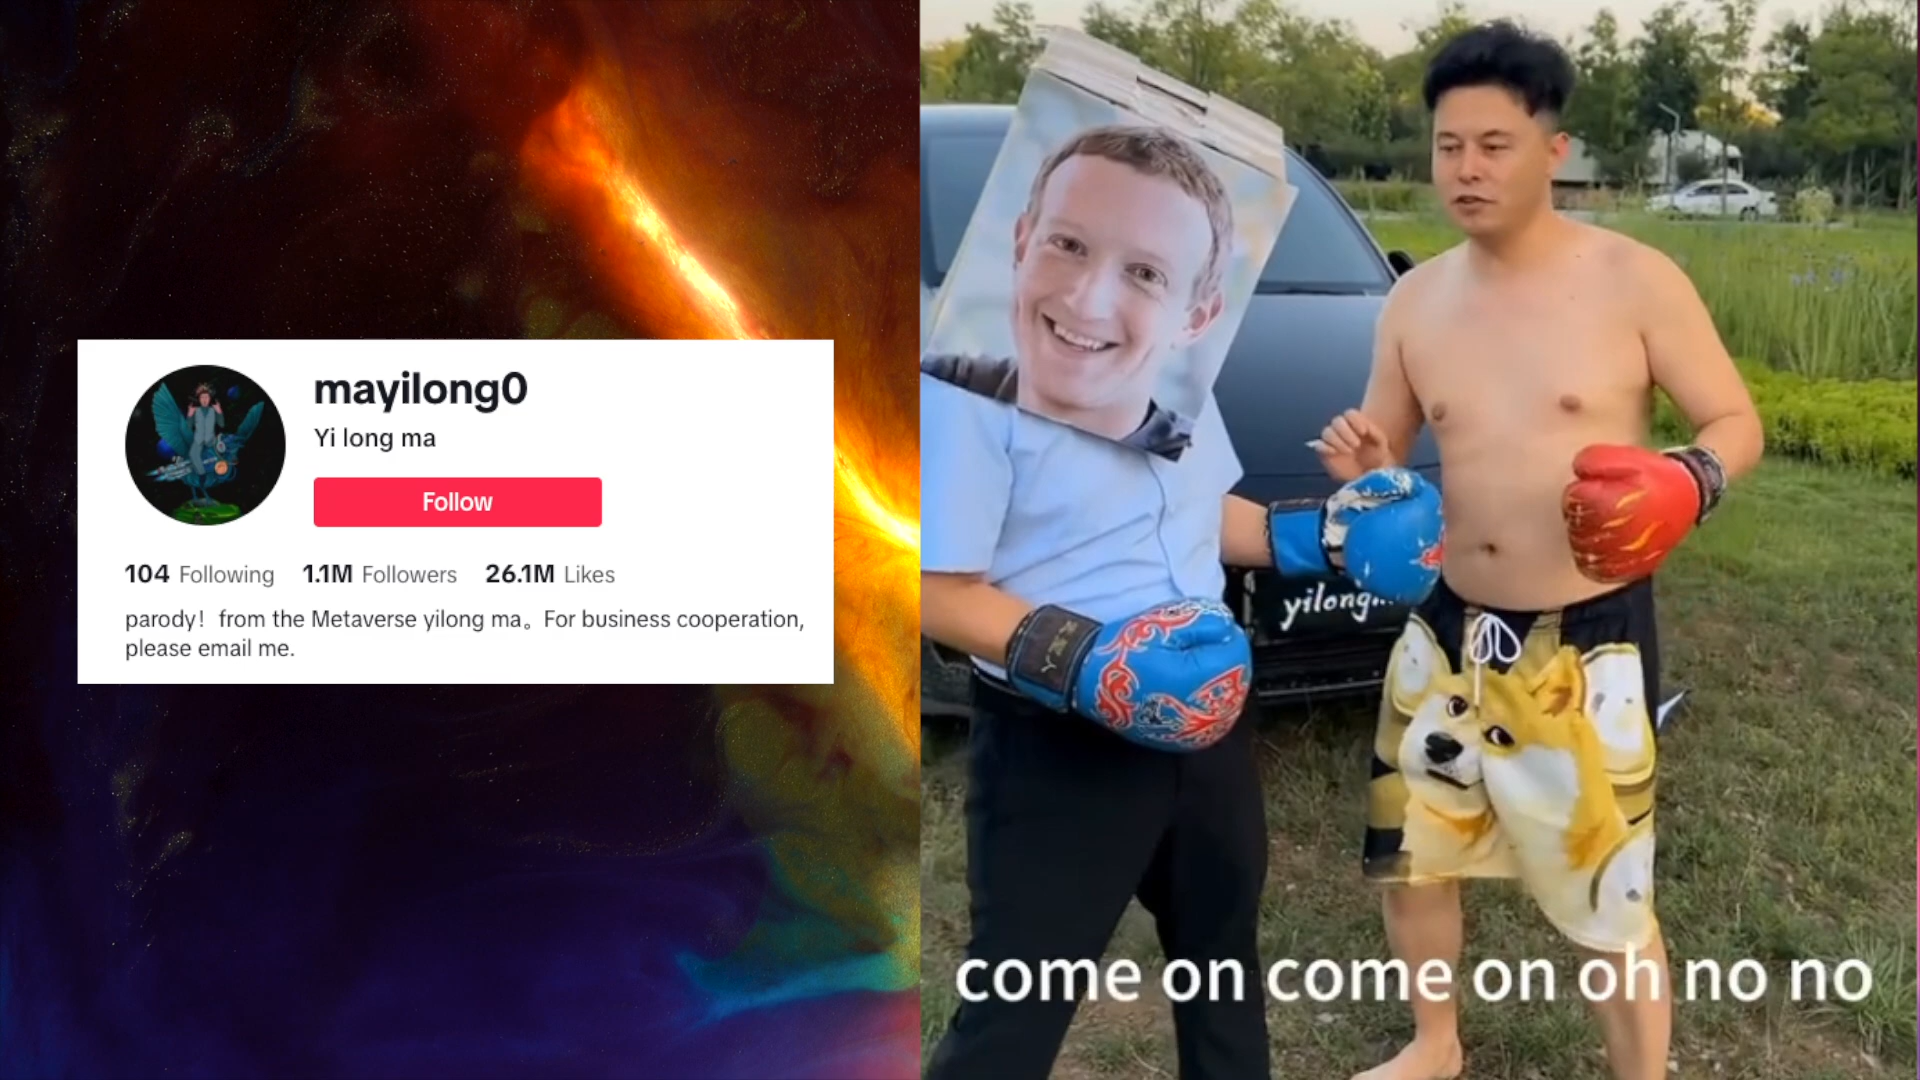 mayilong0
Yi long ma
Follow
104 Following 1.1M Followers 26.1M Likes
parody！from the Metaverse yilong ma。For business cooperation,
please email me.
yilong...
come on come on oh no no